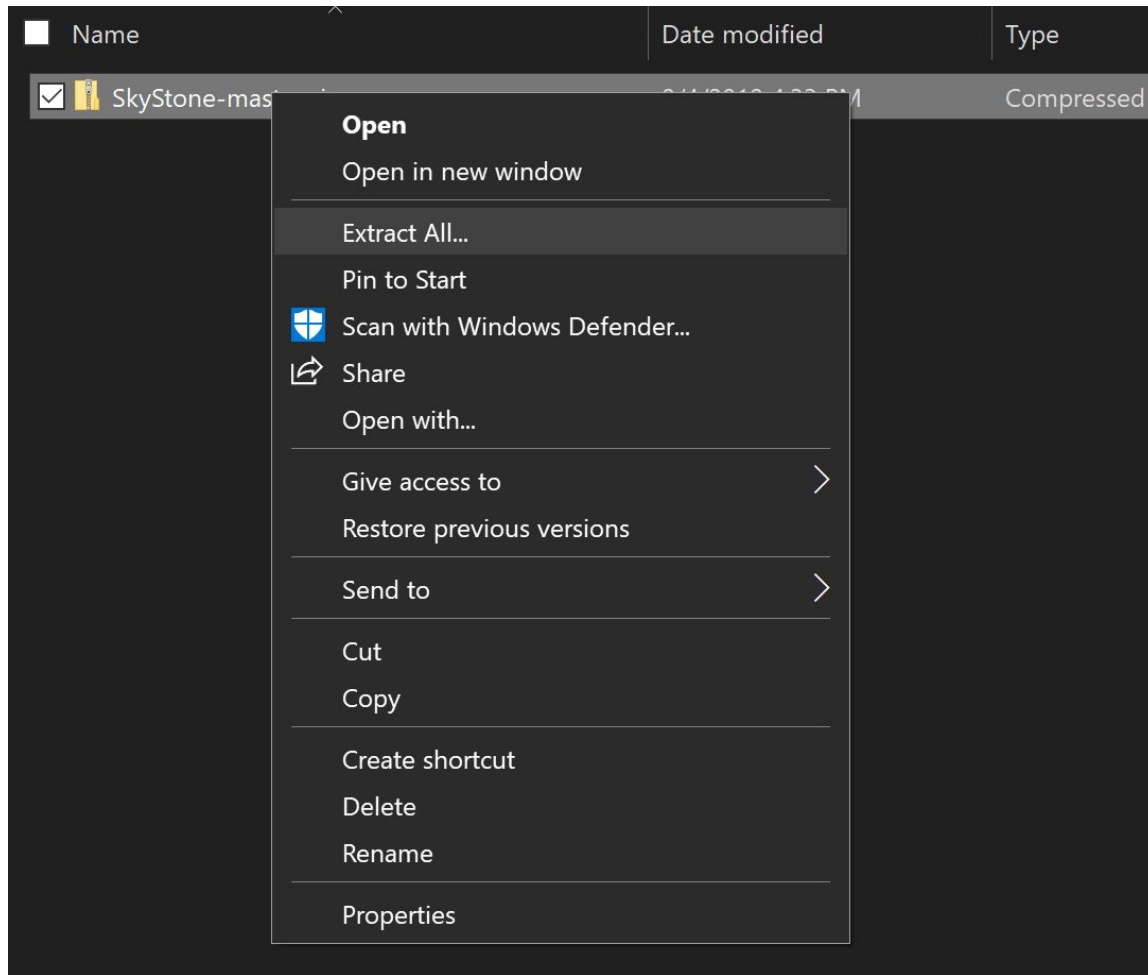 Name Date modified Type
SkyStone-mas Compressed
Open
Open in new window
Extract All...
Pin to Start
Scan with Windows Defender...
Share
Open with...
Give access to
Restore previous versions
Send to
Cut
Copy
Create shortcut
Delete
Rename
Properties